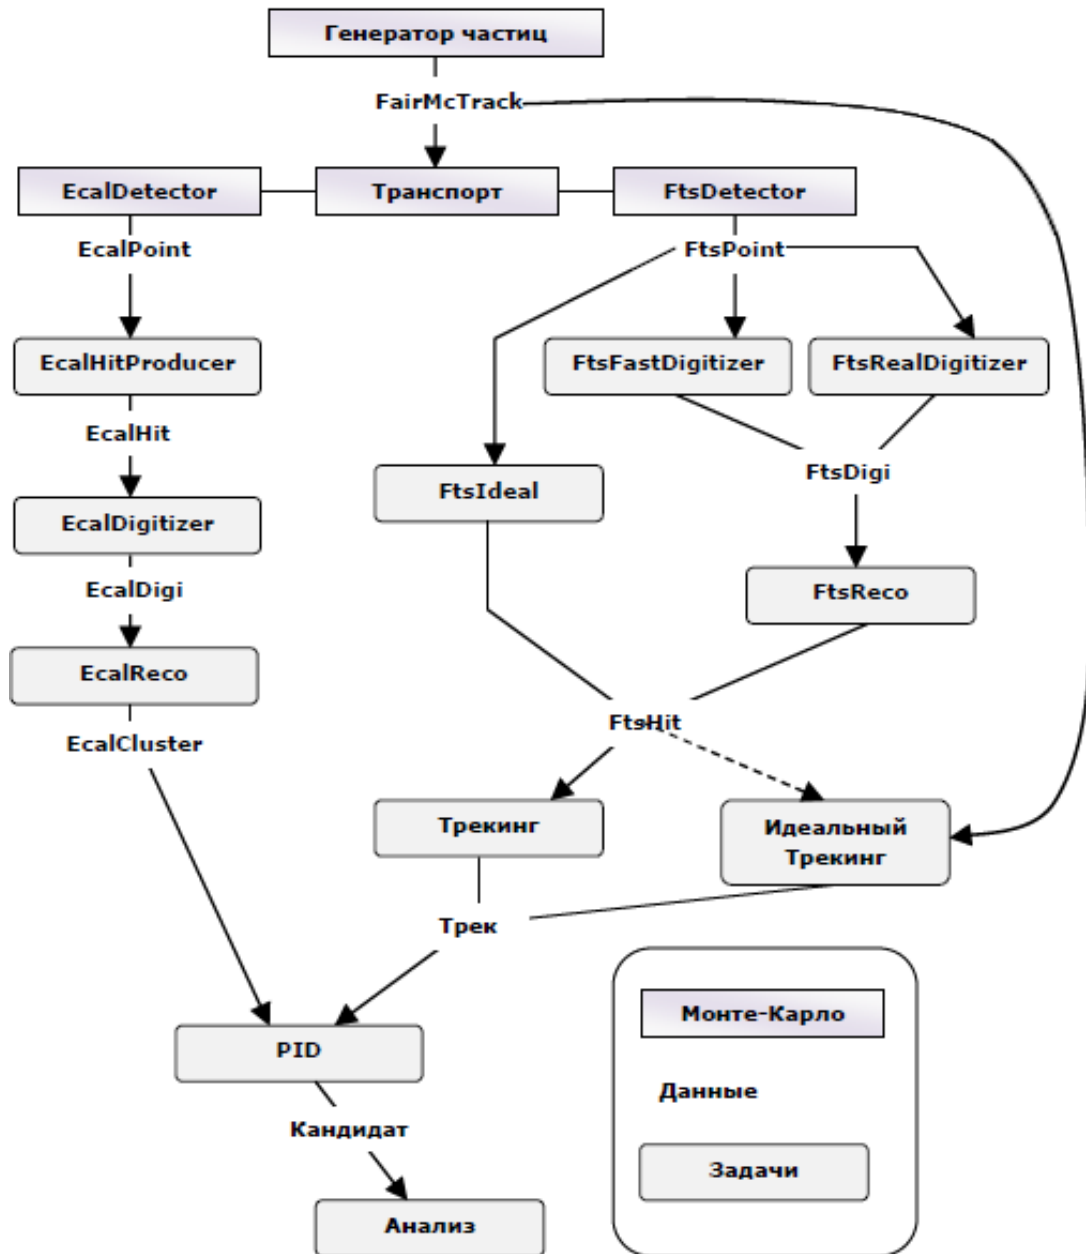 Генератор частиц
FairMcTrack
EcalDetector
Транспорт
FtsDetector
EcalPoint
FtsPoint
EcalHitProducer
FtsFastDigitizer
FtsRealDigitizer
EcalHit
FtsDigi
FtsIdeal
EcalDigitizer
EcalDigi
FtsReco
EcalReco
FtsHit
EcalCluster
Трекинг
Идеальный
Трекинг
Трек
Монте-Карло
PID
Данные
Кандидат
Задачи
Анализ